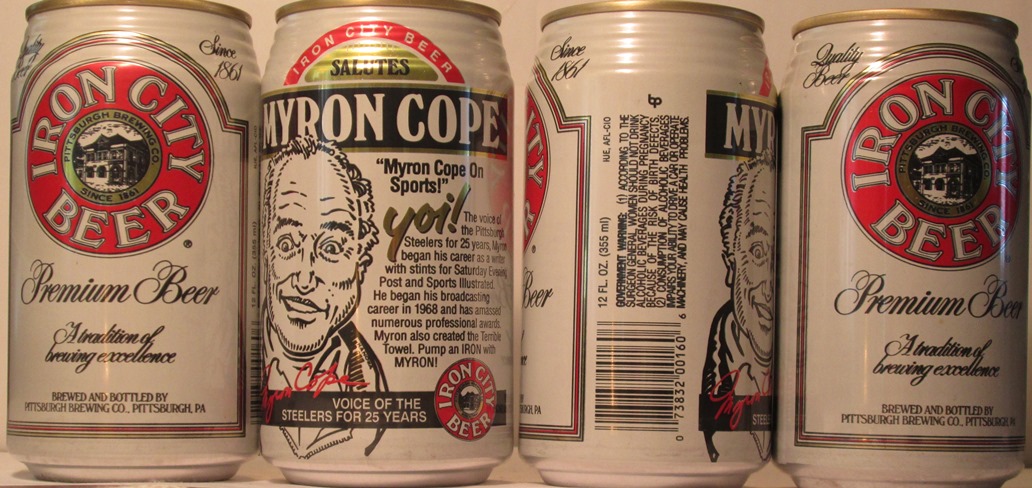 Quality
Beer
Since
1861
IRON CITY
BEER
PITTSBURGH BREWING CO.
SINCE 1861
®
Premium Beer
A tradition of
brewing excellence
BREWED AND BOTTLED BY
PITTSBURGH BREWING CO., PITTSBURGH, PA
IRON CITY BEER
SALUTES
MYRON COPE
"Myron Cope On
Sports!"
yoi!
The voice of
the Pittsburgh
Steelers for 25 years, Myron
began his career as a writer
with stints for Saturday Evening
Post and Sports Illustrated.
He began his broadcasting
career in 1968 and has amassed
numerous professional awards.
Myron also created the Terrible
Towel. Pump an IRON with
MYRON!
Myron Cope
VOICE OF THE
STEELERS FOR 25 YEARS
IRON CITY
BEER
Since
1861
Beer
12 FL. OZ. (355 ml)
IUE, AFL-CIO
GOVERNMENT WARNING: (1) ACCORDING TO THE
SURGEON GENERAL, WOMEN SHOULD NOT DRINK
ALCOHOLIC BEVERAGES DURING PREGNANCY
BECAUSE OF THE RISK OF BIRTH DEFECTS. (2)
CONSUMPTION OF ALCOHOLIC BEVERAGES
IMPAIRS YOUR ABILITY TO DRIVE A CAR OR OPERATE
MACHINERY, AND MAY CAUSE HEALTH PROBLEMS.
0 73832 00160 6
MY
Quality
Beer
IRON CITY
BEER
PITTSBURGH BREWING CO.
SINCE 1861
Premium Beer
A tradition of
brewing excellence
BREWED AND BOTTLED BY
PITTSBURGH BREWING CO., PITTSBURGH,